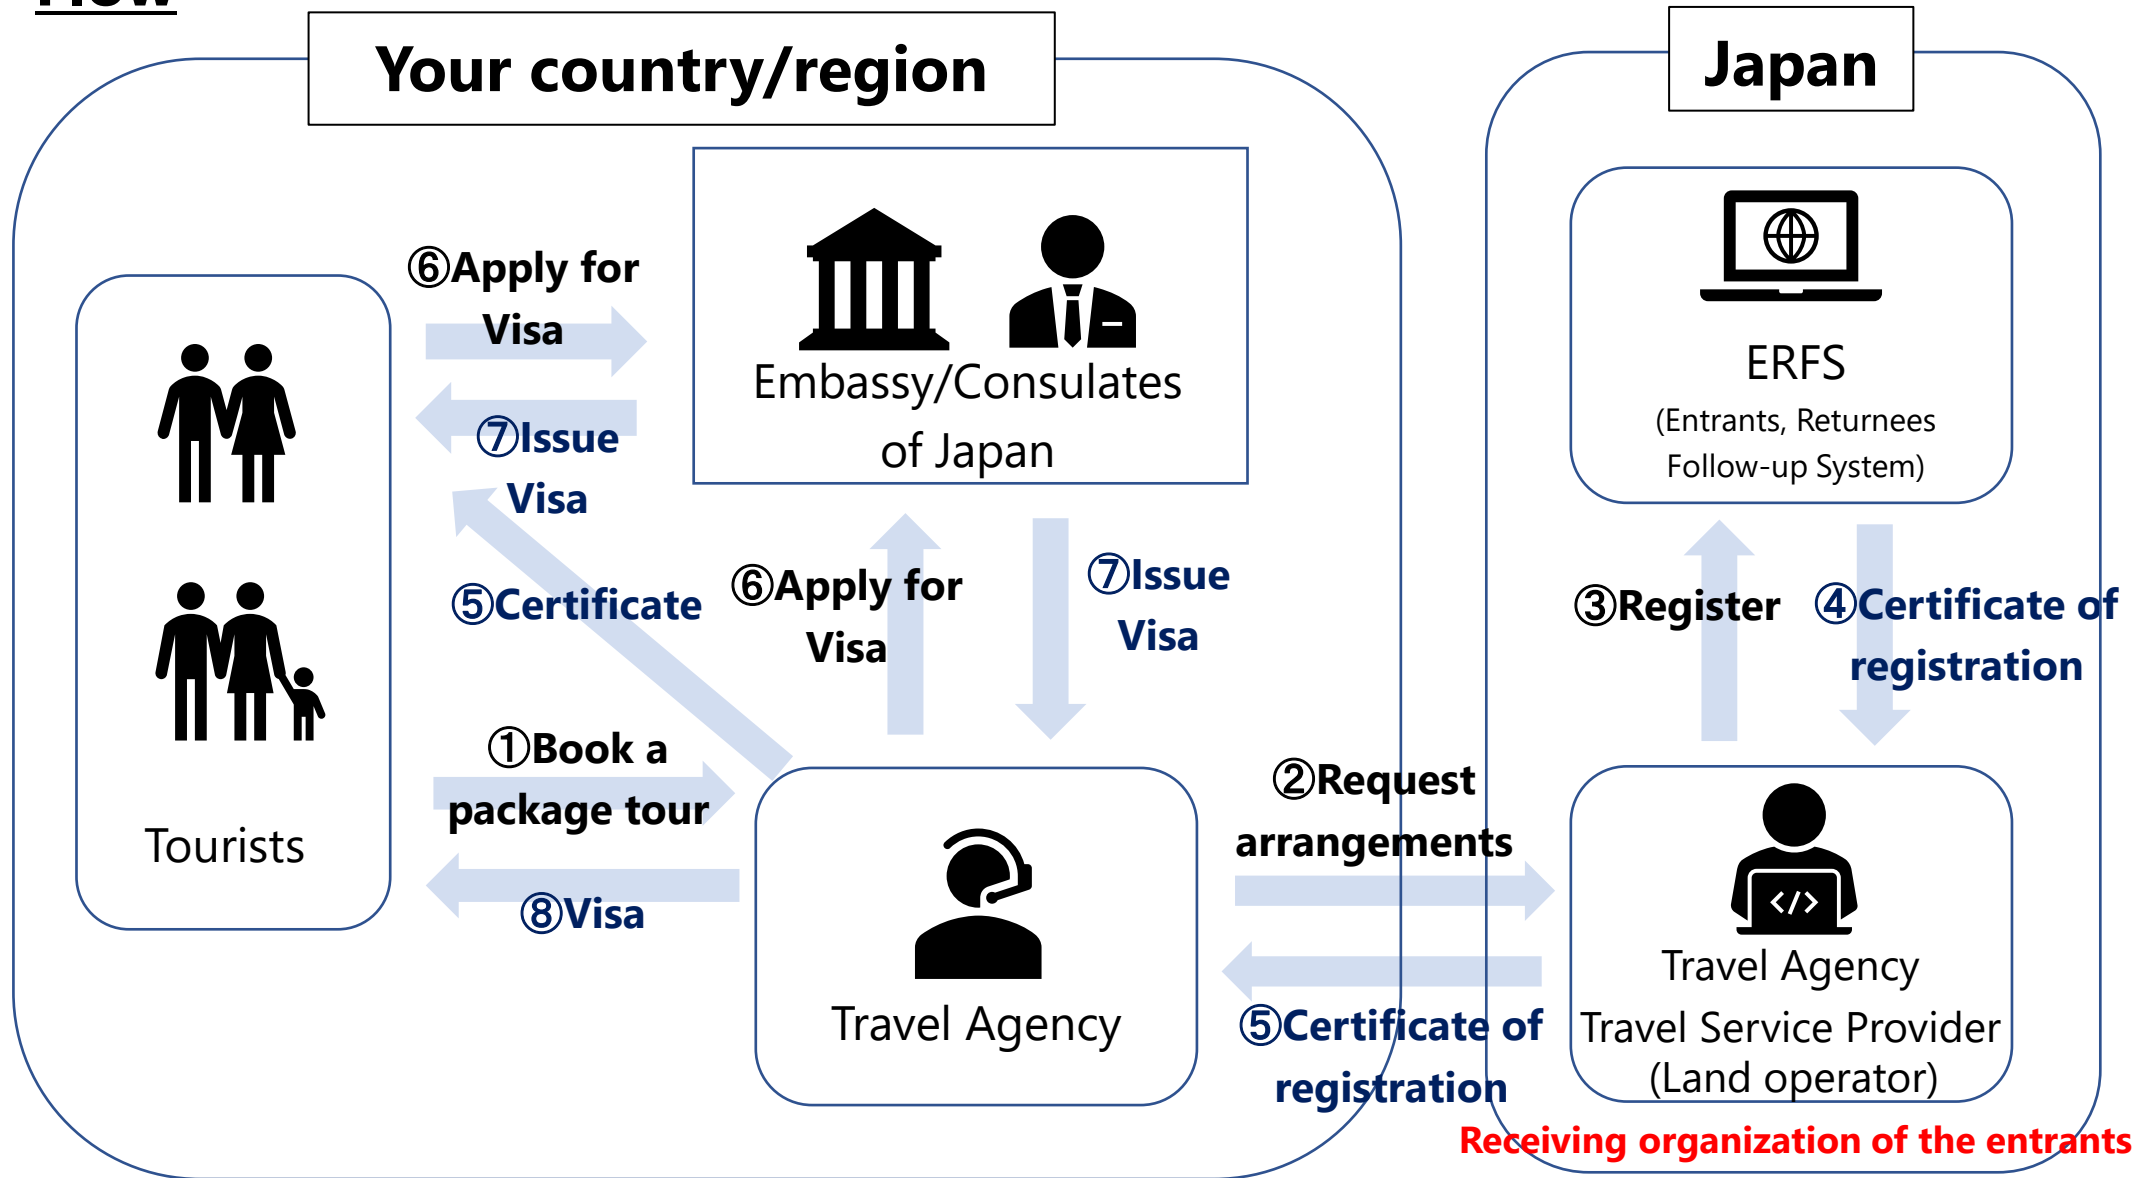 Flow
Your country/region
Japan
⑥Apply for
Visa
⑦Issue
Visa
Embassy/Consulates
of Japan
ERFS
(Entrants, Returnees
Follow-up System)
⑤Certificate
⑥Apply for
Visa
⑦Issue
Visa
③Register
④Certificate of
registration
①Book a
package tour
Tourists
⑧Visa
②Request
arrangements
Travel Agency
⑤Certificate of
registration
Travel Agency
Travel Service Provider
(Land operator)
Receiving organization of the entrants